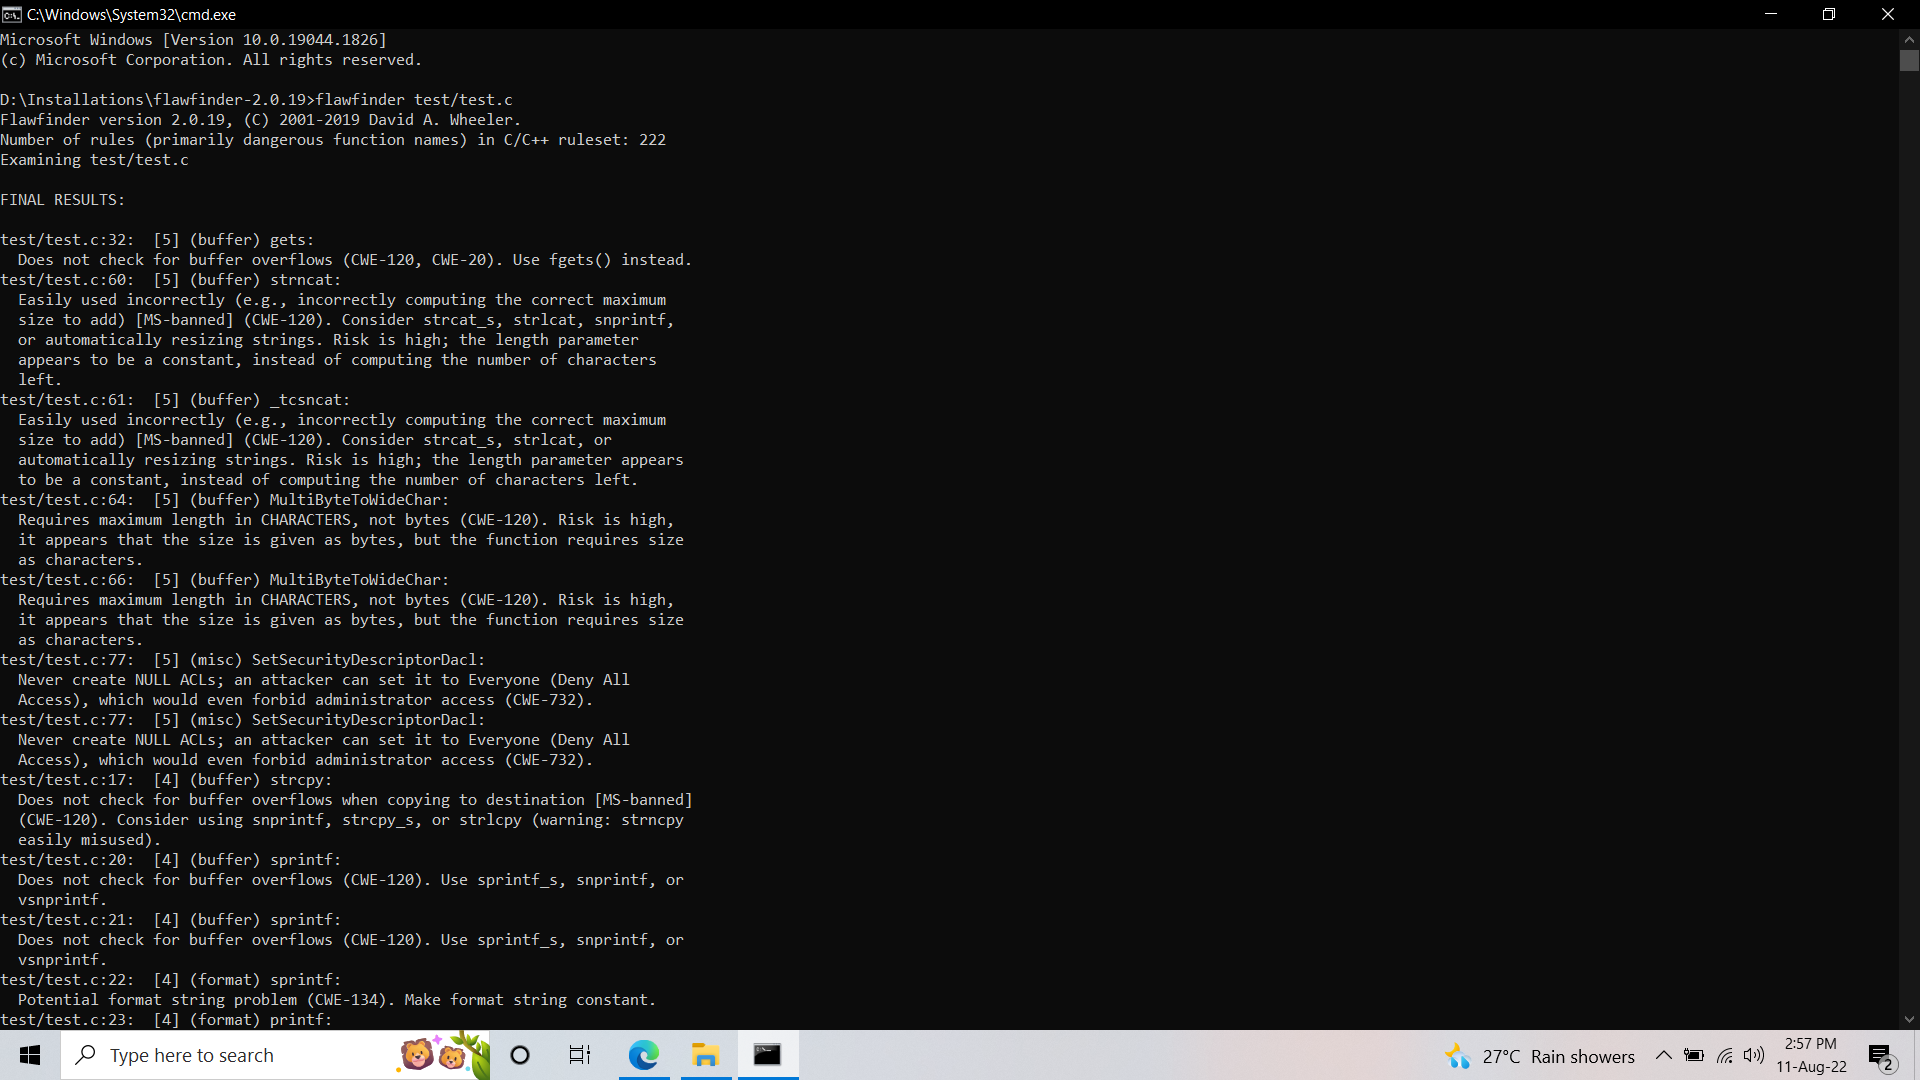 C:\Windows\System32\cmd.exe
Microsoft Windows [Version 10.0.19044.1826]
(c) Microsoft Corporation. All rights reserved.
D:\Installations\flawfinder-2.0.19>flawfinder test/test.c
Flawfinder version 2.0.19, (C) 2001-2019 David A. Wheeler.
Number of rules (primarily dangerous function names) in C/C++ ruleset: 222
Examining test/test.c
FINAL RESULTS:
test/test.c:32:  [5] (buffer) gets:
  Does not check for buffer overflows (CWE-120, CWE-20). Use fgets() instead.
test/test.c:60:  [5] (buffer) strncat:
  Easily used incorrectly (e.g., incorrectly computing the correct maximum
  size to add) [MS-banned] (CWE-120). Consider strcat_s, strlcat, snprintf,
  or automatically resizing strings. Risk is high; the length parameter
  appears to be a constant, instead of computing the number of characters
  left.
test/test.c:61:  [5] (buffer) _tcsncat:
  Easily used incorrectly (e.g., incorrectly computing the correct maximum
  size to add) [MS-banned] (CWE-120). Consider strcat_s, strlcat, or
  automatically resizing strings. Risk is high; the length parameter appears
  to be a constant, instead of computing the number of characters left.
test/test.c:64:  [5] (buffer) MultiByteToWideChar:
  Requires maximum length in CHARACTERS, not bytes (CWE-120). Risk is high,
  it appears that the size is given as bytes, but the function requires size
  as characters.
test/test.c:66:  [5] (buffer) MultiByteToWideChar:
  Requires maximum length in CHARACTERS, not bytes (CWE-120). Risk is high,
  it appears that the size is given as bytes, but the function requires size
  as characters.
test/test.c:77:  [5] (misc) SetSecurityDescriptorDacl:
  Never create NULL ACLs; an attacker can set it to Everyone (Deny All
  Access), which would even forbid administrator access (CWE-732).
test/test.c:77:  [5] (misc) SetSecurityDescriptorDacl:
  Never create NULL ACLs; an attacker can set it to Everyone (Deny All
  Access), which would even forbid administrator access (CWE-732).
test/test.c:17:  [4] (buffer) strcpy:
  Does not check for buffer overflows when copying to destination [MS-banned]
  (CWE-120). Consider using snprintf, strcpy_s, or strlcpy (warning: strncpy
  easily misused).
test/test.c:20:  [4] (buffer) sprintf:
  Does not check for buffer overflows (CWE-120). Use sprintf_s, snprintf, or
  vsnprintf.
test/test.c:21:  [4] (buffer) sprintf:
  Does not check for buffer overflows (CWE-120). Use sprintf_s, snprintf, or
  vsnprintf.
test/test.c:22:  [4] (format) sprintf:
  Potential format string problem (CWE-134). Make format string constant.
test/test.c:23:  [4] (format) printf:
Type here to search
27°C Rain showers
2:57 PM
11-Aug-22
2